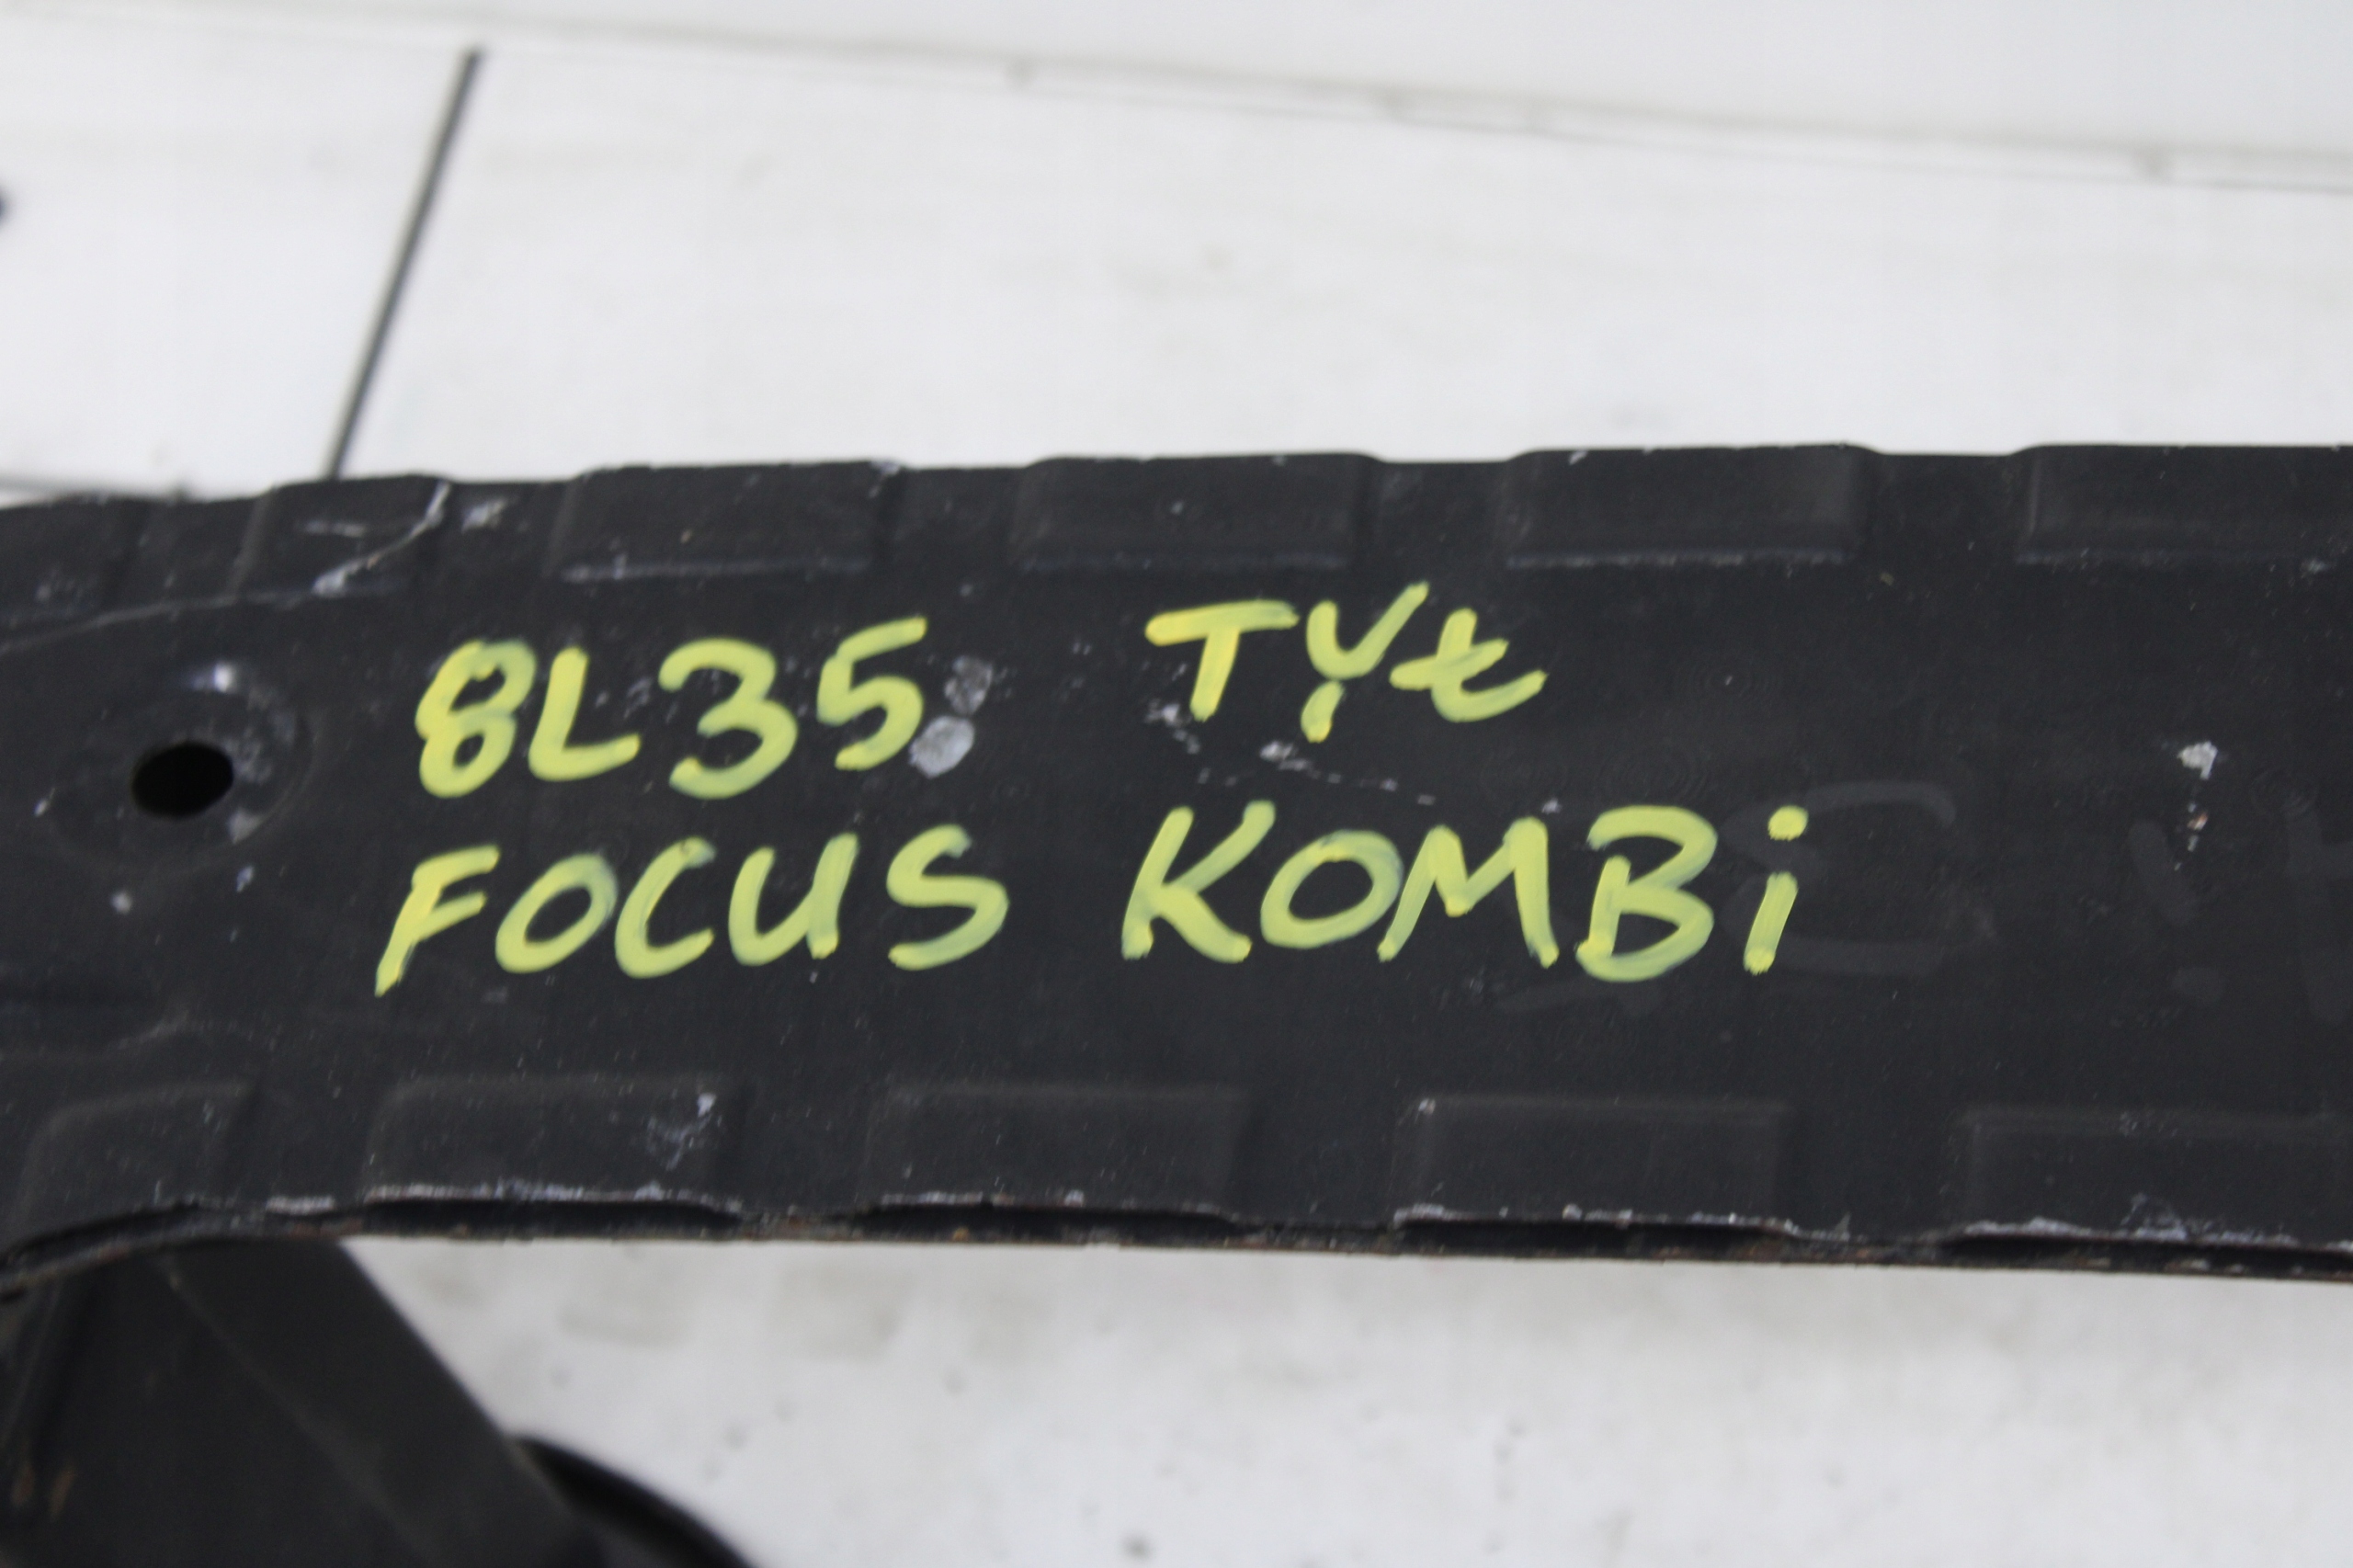 8L35 TYŁ
FOCUS KOMBi